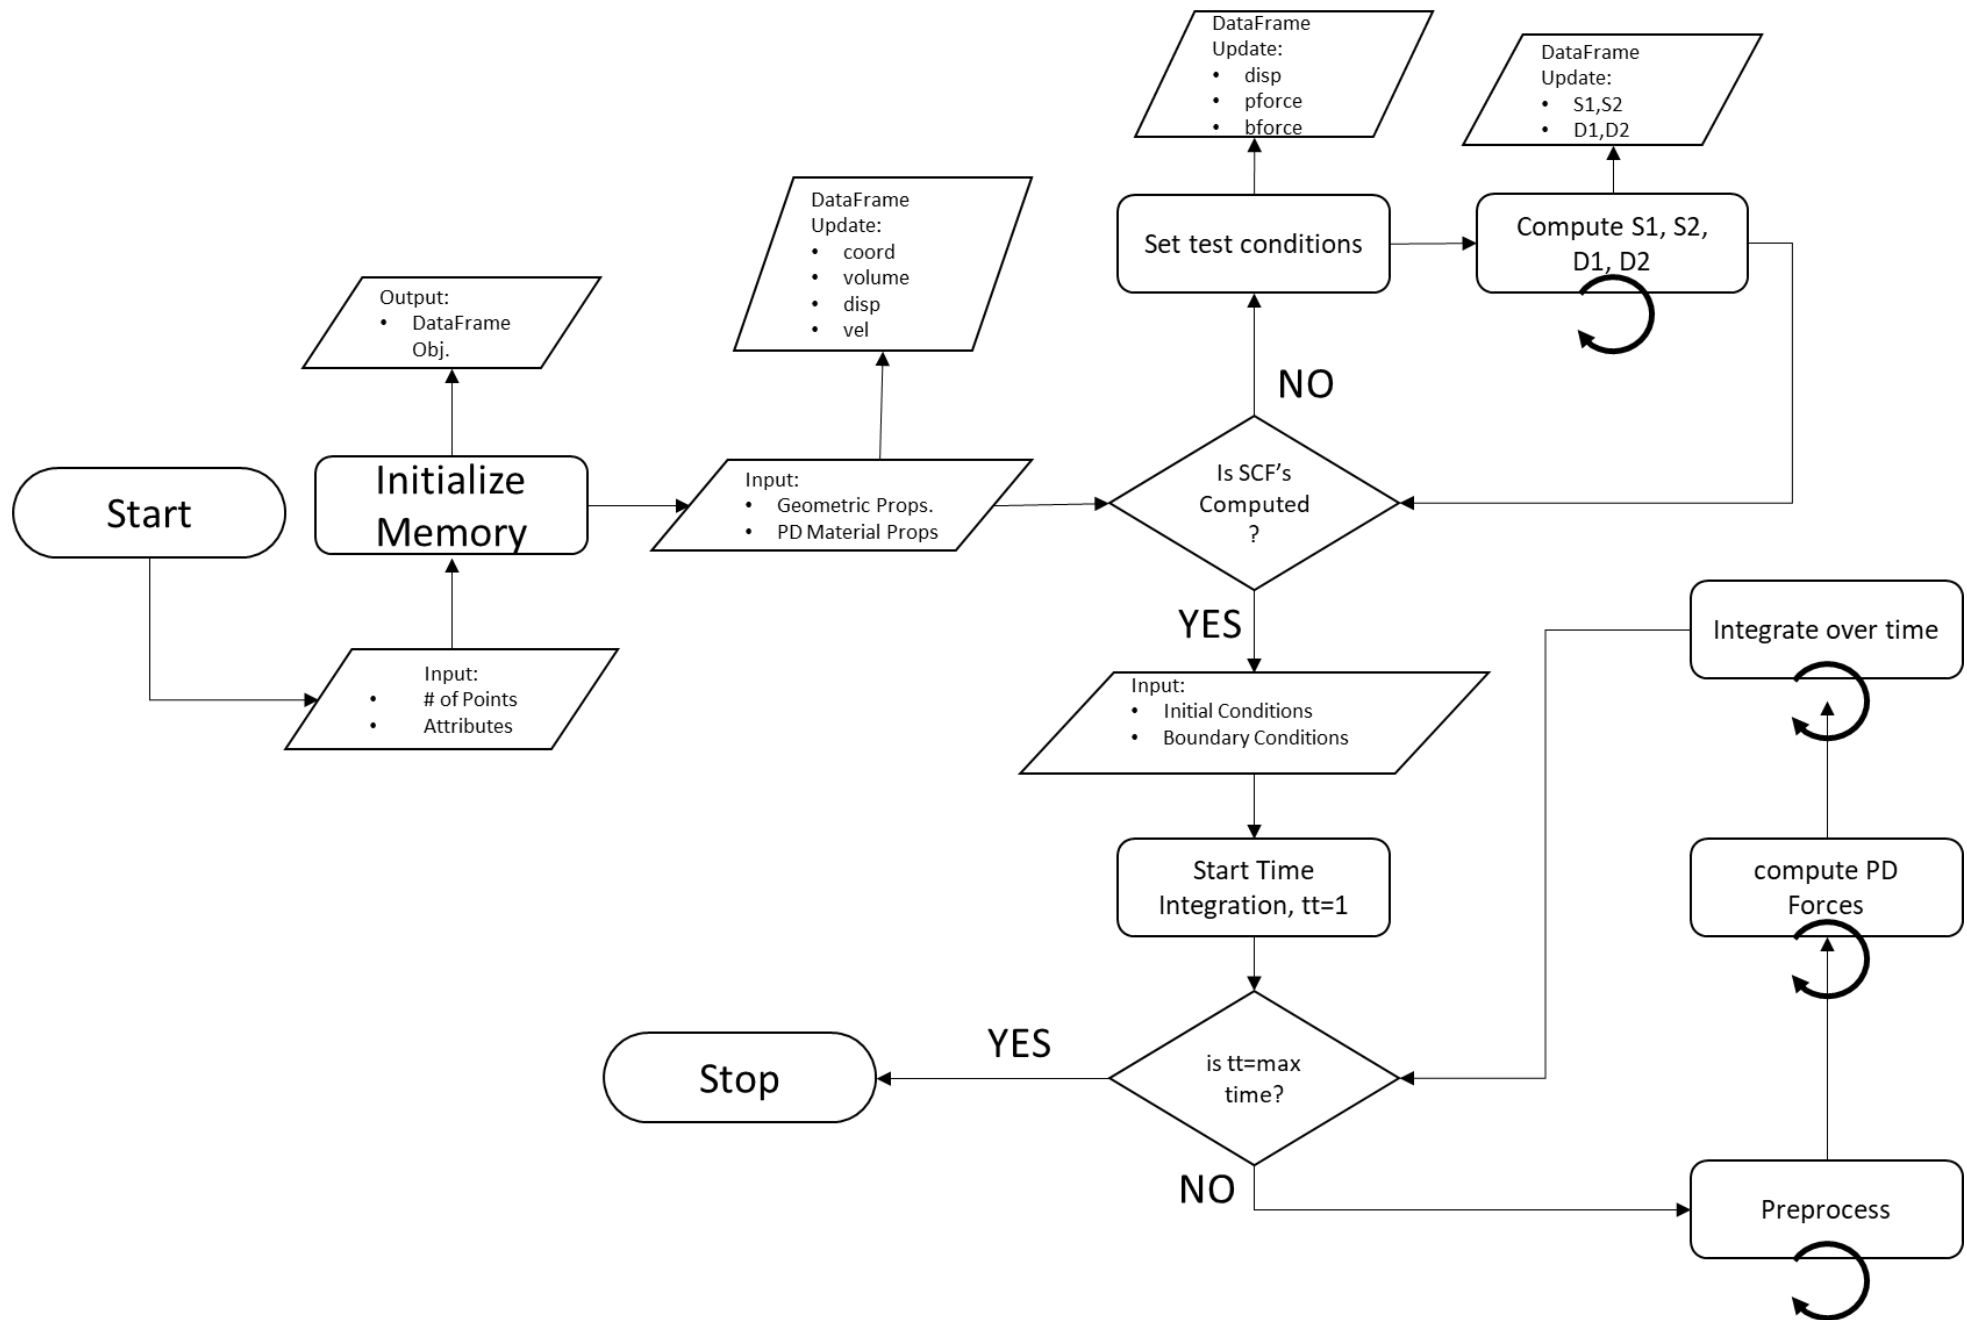 Start
Input:
• # of Points
• Attributes
Initialize
Memory
Output:
• DataFrame
Obj.
Input:
• Geometric Props.
• PD Material Props
DataFrame
Update:
• coord
• volume
• disp
• vel
Is SCF’s
Computed
?
NO
Set test conditions
DataFrame
Update:
• disp
• pforce
• bforce
Compute S1, S2,
D1, D2
DataFrame
Update:
• S1,S2
• D1,D2
YES
Input:
• Initial Conditions
• Boundary Conditions
Start Time
Integration, tt=1
is tt=max
time?
YES
Stop
NO
Preprocess
compute PD
Forces
Integrate over time